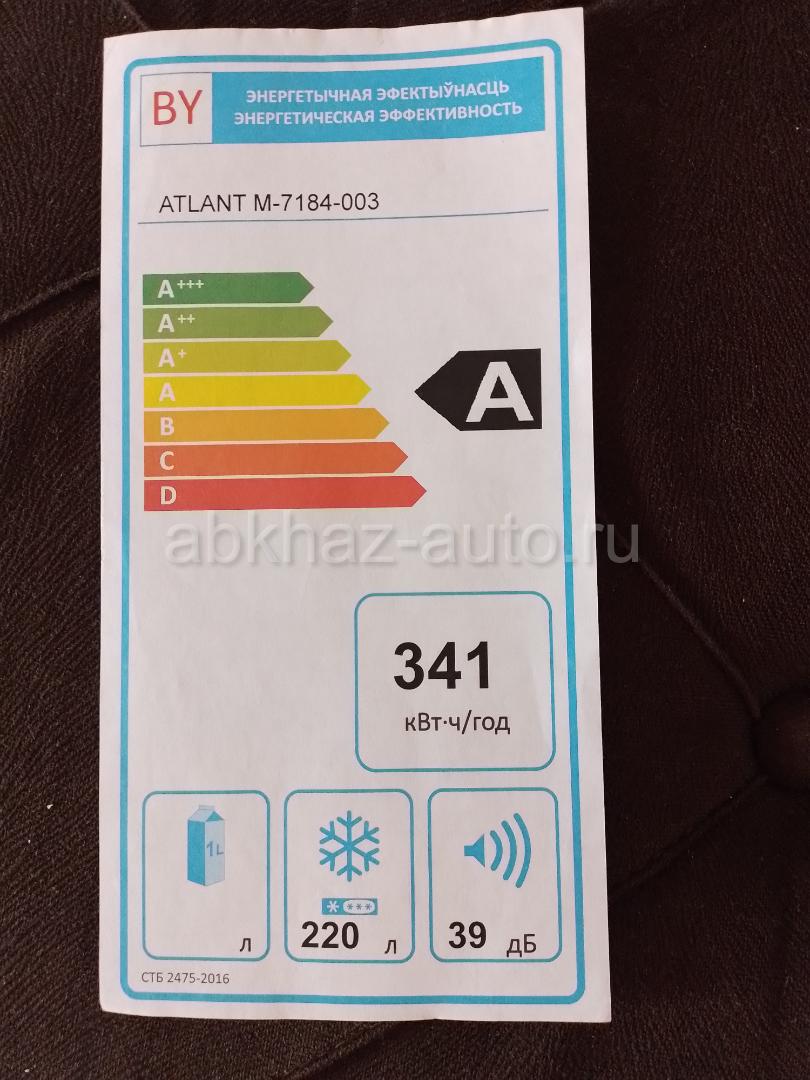 BY
ЭНЕРГЕТЫЧНАЯ ЭФЕКТЫЎНАСЦЬ
ЭНЕРГЕТИЧЕСКАЯ ЭФФЕКТИВНОСТЬ
ATLANT M-7184-003
A+++
A++
A+
A
B
C
D
A
abkhaz-auto.ru
341
кВт·ч/год
1L
л
* ***
220 л
39 дБ
СТБ 2475-2016